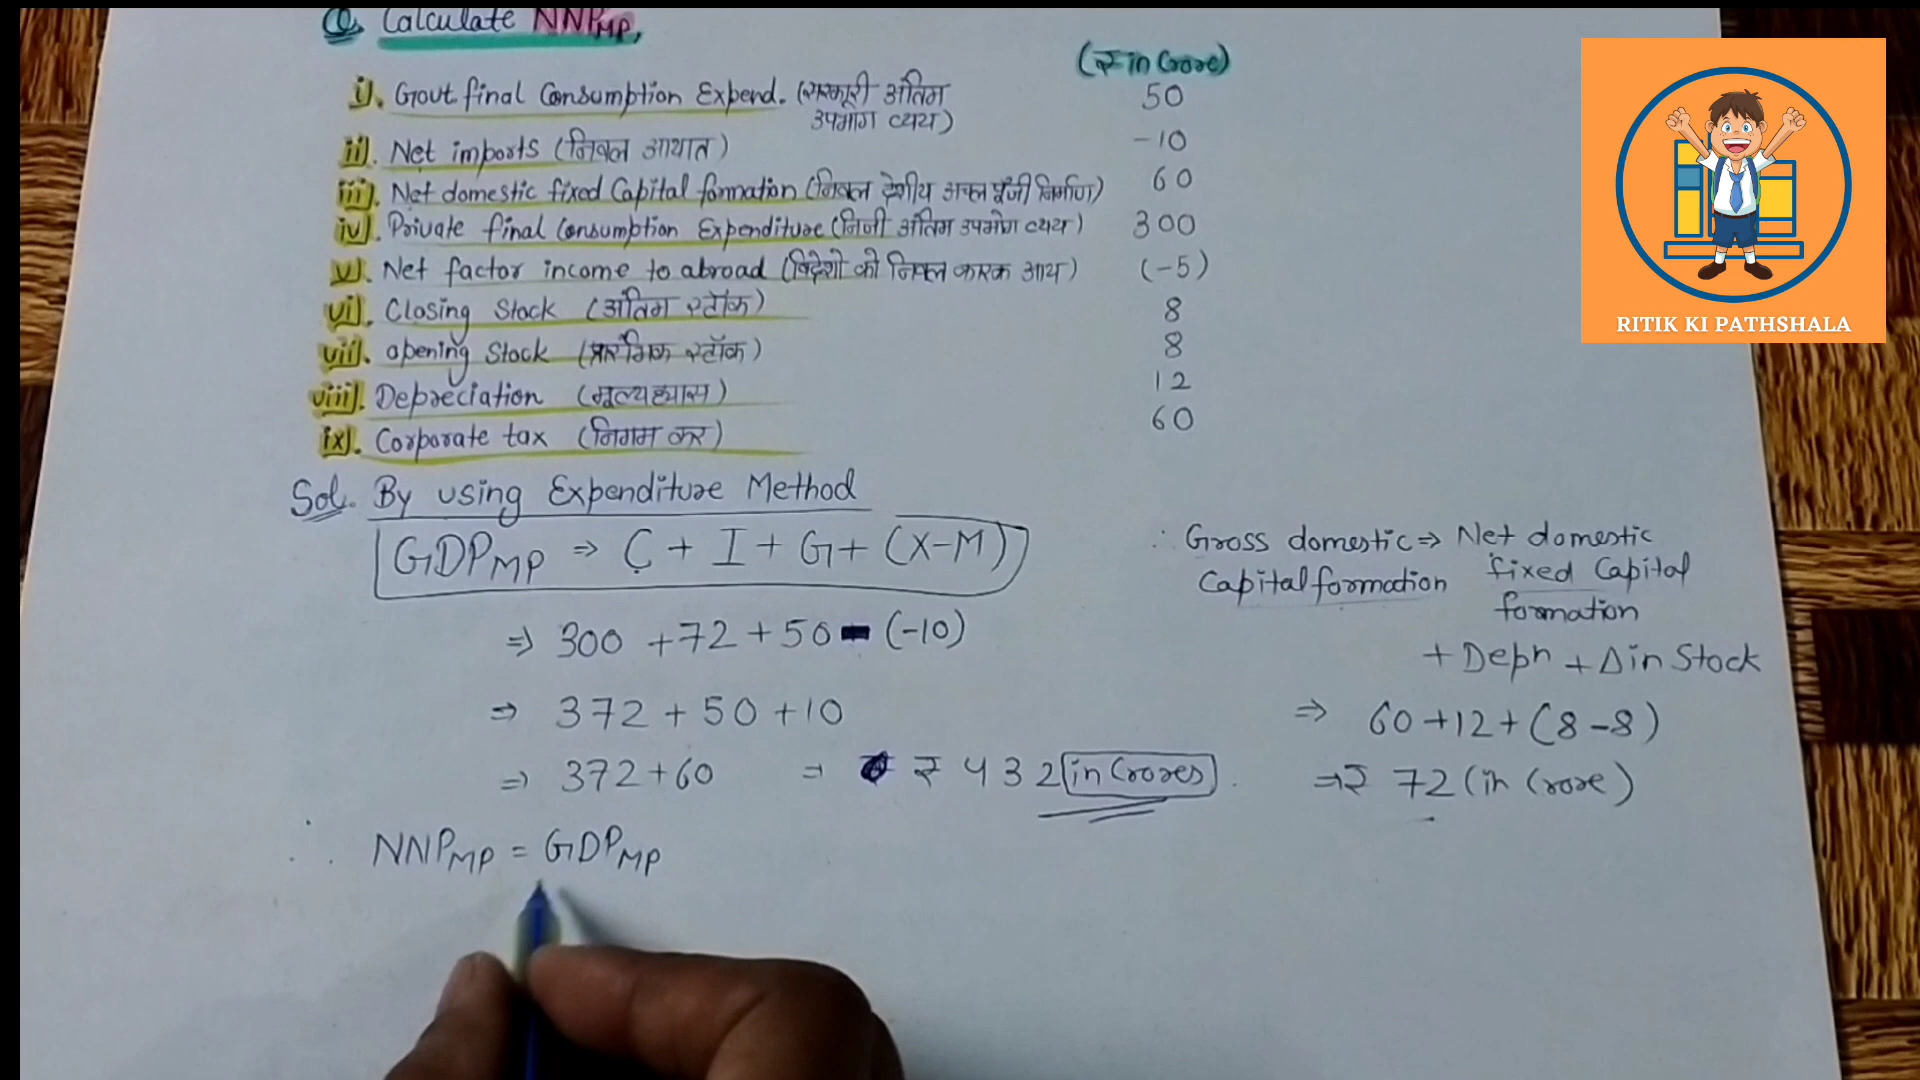 Q. Calculate NNPMP,
(₹ in Crore)
i). Govt. final Consumption Expend. (सरकारी अंतिम उपभोग व्यय) 50
ii). Net imports (निवल आयात) -10
iii). Net domestic fixed Capital formation (निवल देशीय अचल पूंजी निर्माण) 60
iv). Private final Consumption Expenditure (निजी अंतिम उपभोग व्यय) 300
v). Net factor income to abroad (विदेशो को निवल कारक आय) (-5)
vi). Closing Stock (अंतिम स्टॉक) 8
vii). opening Stock (प्रारंभिक स्टॉक) 8
viii). Depreciation (मूल्यह्रास) 12
ix). Corporate tax (निगम कर) 60
Sol. By using Expenditure Method
GDPMP ⇒ C + I + G + (X-M)
⇒ 300 + 72 + 50 - (-10)
⇒ 372 + 50 + 10
⇒ 372 + 60 ⇒ ₹ 432 in Crores.
∴ NNPMP = GDPMP
∴ Gross domestic ⇒ Net domestic
Capital formation fixed Capital
formation
+ Depn + Δ in Stock
⇒ 60 + 12 + (8-8)
⇒ ₹ 72 (in Crore)
RITIK KI PATHSHALA